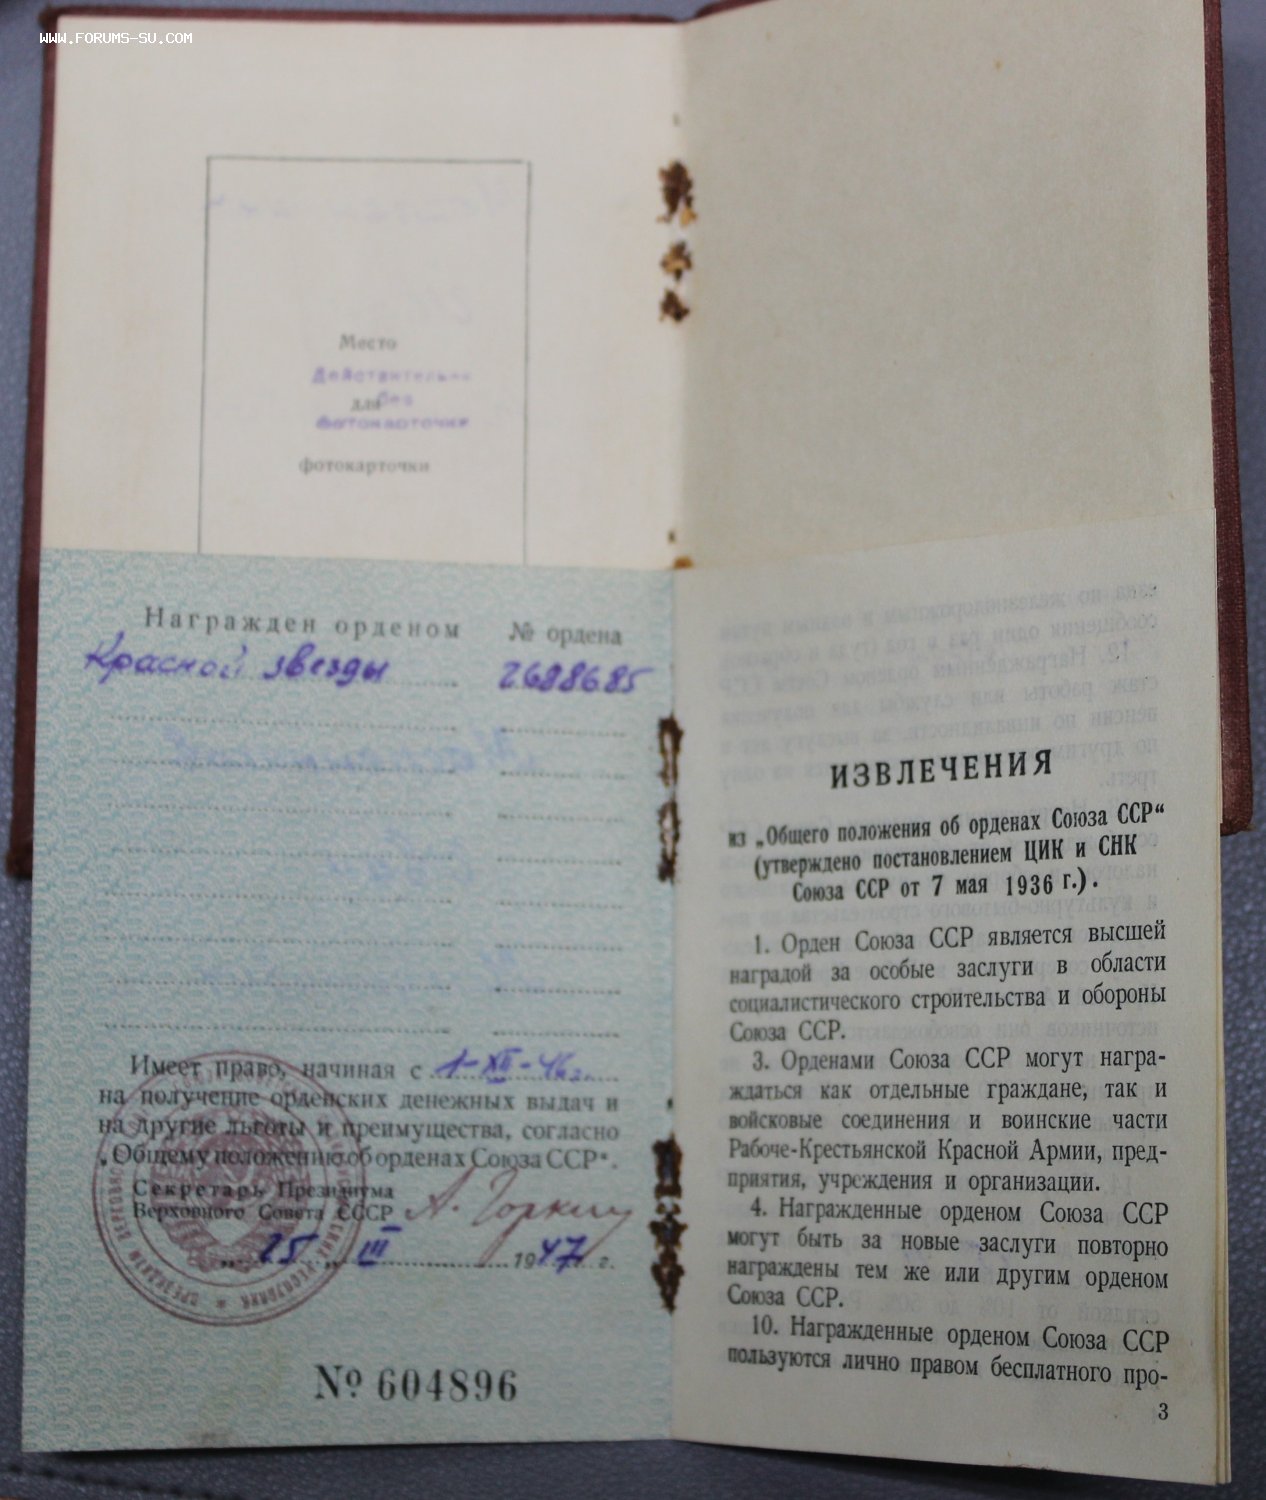 WWW.FORUMS-SU.COM
Место
Действительно
для без
фотокарточки
фотокарточки
Награжден орденом № ордена
Красной звезды 2698685
Имеет право, начиная с 1-XII-46г.
на получение орденских денежных выдач и
на другие льготы и преимущества, согласно
„Общему положению об орденах Союза ССР“.
Секретарь Президиума
Верховного Совета СССР А. Горкин
„25“ III 1947 г.
№ 604896
ИЗВЛЕЧЕНИЯ
из „Общего положения об орденах Союза ССР“
(утверждено постановлением ЦИК и СНК
Союза ССР от 7 мая 1936 г.).
1. Орден Союза ССР является высшей
наградой за особые заслуги в области
социалистического строительства и обороны
Союза ССР.
3. Орденами Союза ССР могут награ-
ждаться как отдельные граждане, так и
войсковые соединения и воинские части
Рабоче-Крестьянской Красной Армии, пред-
приятия, учреждения и организации.
4. Награжденные орденом Союза ССР
могут быть за новые заслуги повторно
награждены тем же или другим орденом
Союза ССР.
10. Награжденные орденом Союза ССР
пользуются лично правом бесплатного про-
3